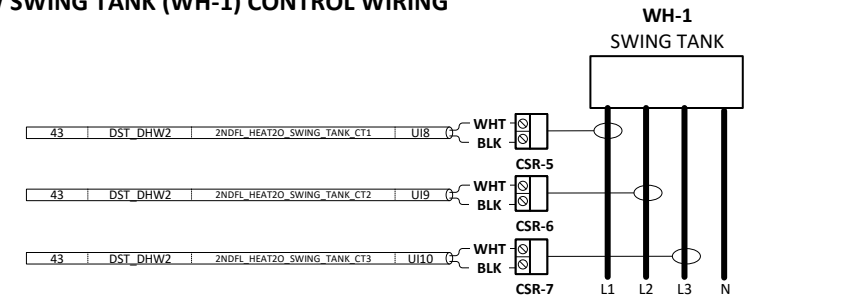 SWING TANK (WH-1) CONTROL WIRING
WH-1
SWING TANK
43 DST_DHW2 2NDFL_HEAT2O_SWING_TANK_CT1 UI8 WHT
BLK
CSR-5
43 DST_DHW2 2NDFL_HEAT2O_SWING_TANK_CT2 UI9 WHT
BLK
CSR-6
43 DST_DHW2 2NDFL_HEAT2O_SWING_TANK_CT3 UI10 WHT
BLK
CSR-7
L1 L2 L3 N